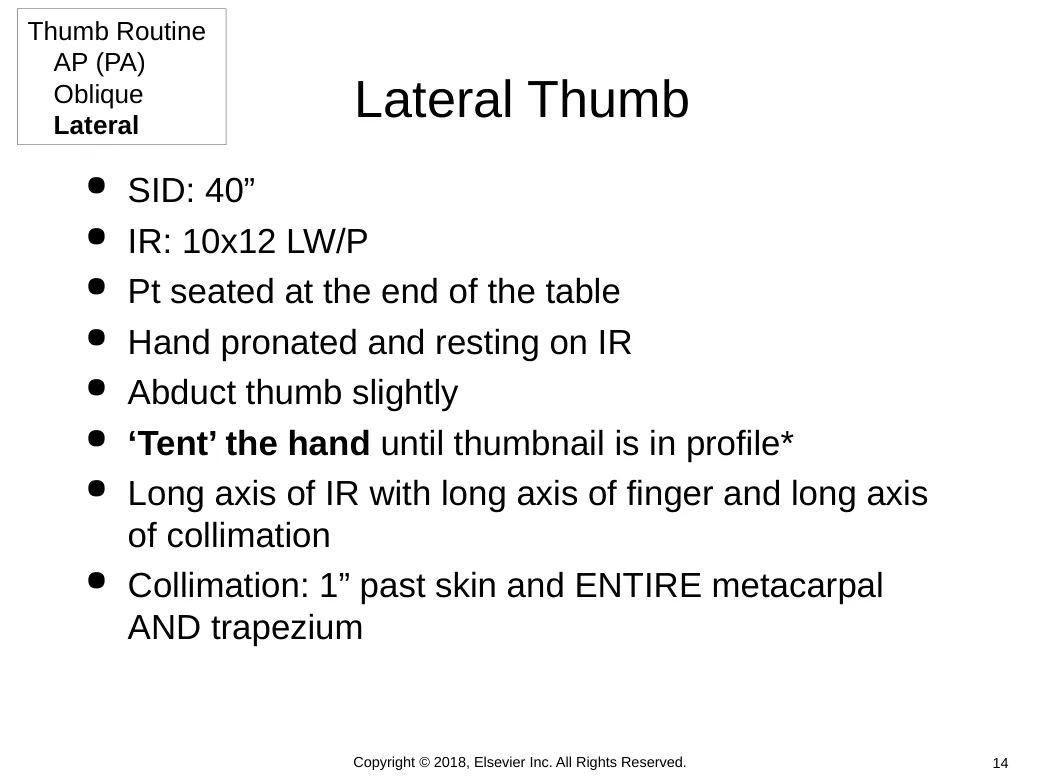 Thumb Routine
AP (PA)
Oblique
Lateral
Lateral Thumb
• SID: 40”
• IR: 10x12 LW/P
• Pt seated at the end of the table
• Hand pronated and resting on IR
• Abduct thumb slightly
• ‘Tent’ the hand until thumbnail is in profile*
• Long axis of IR with long axis of finger and long axis
of collimation
• Collimation: 1” past skin and ENTIRE metacarpal
AND trapezium
Copyright © 2018, Elsevier Inc. All Rights Reserved.
14